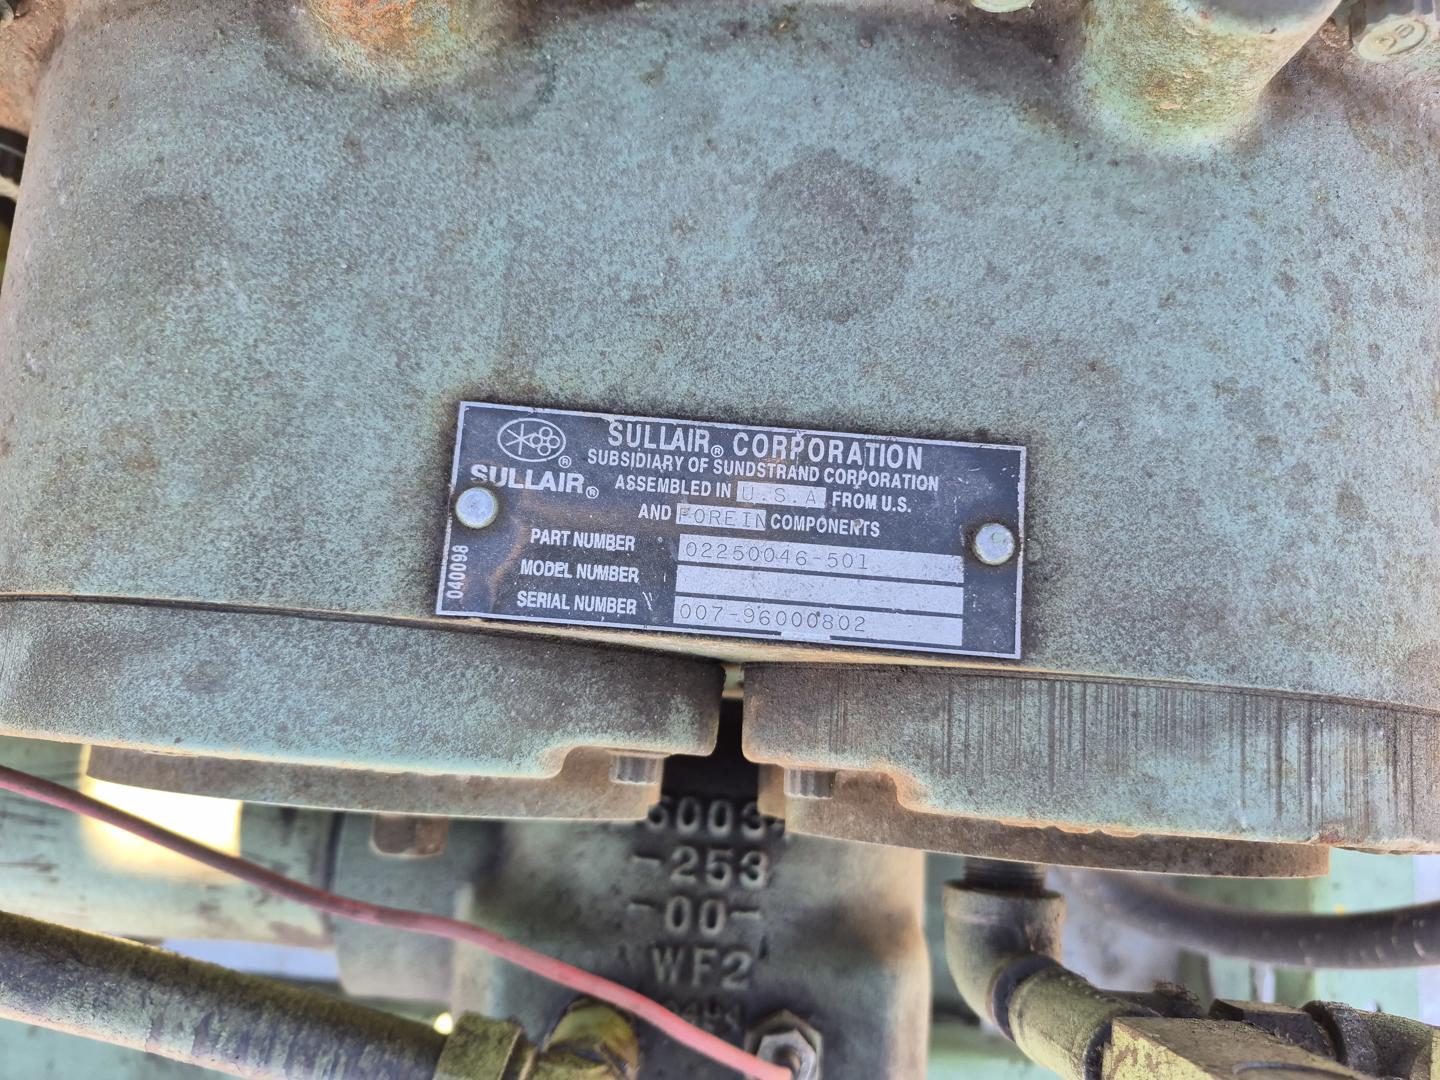 SULLAIR® CORPORATION
SUBSIDIARY OF SUNDSTRAND CORPORATION
SULLAIR®
ASSEMBLED IN U.S.A FROM U.S.
AND FOREIN COMPONENTS
PART NUMBER 02250046-501
MODEL NUMBER
SERIAL NUMBER 007-96000802
040098
-253
-00-
WF2